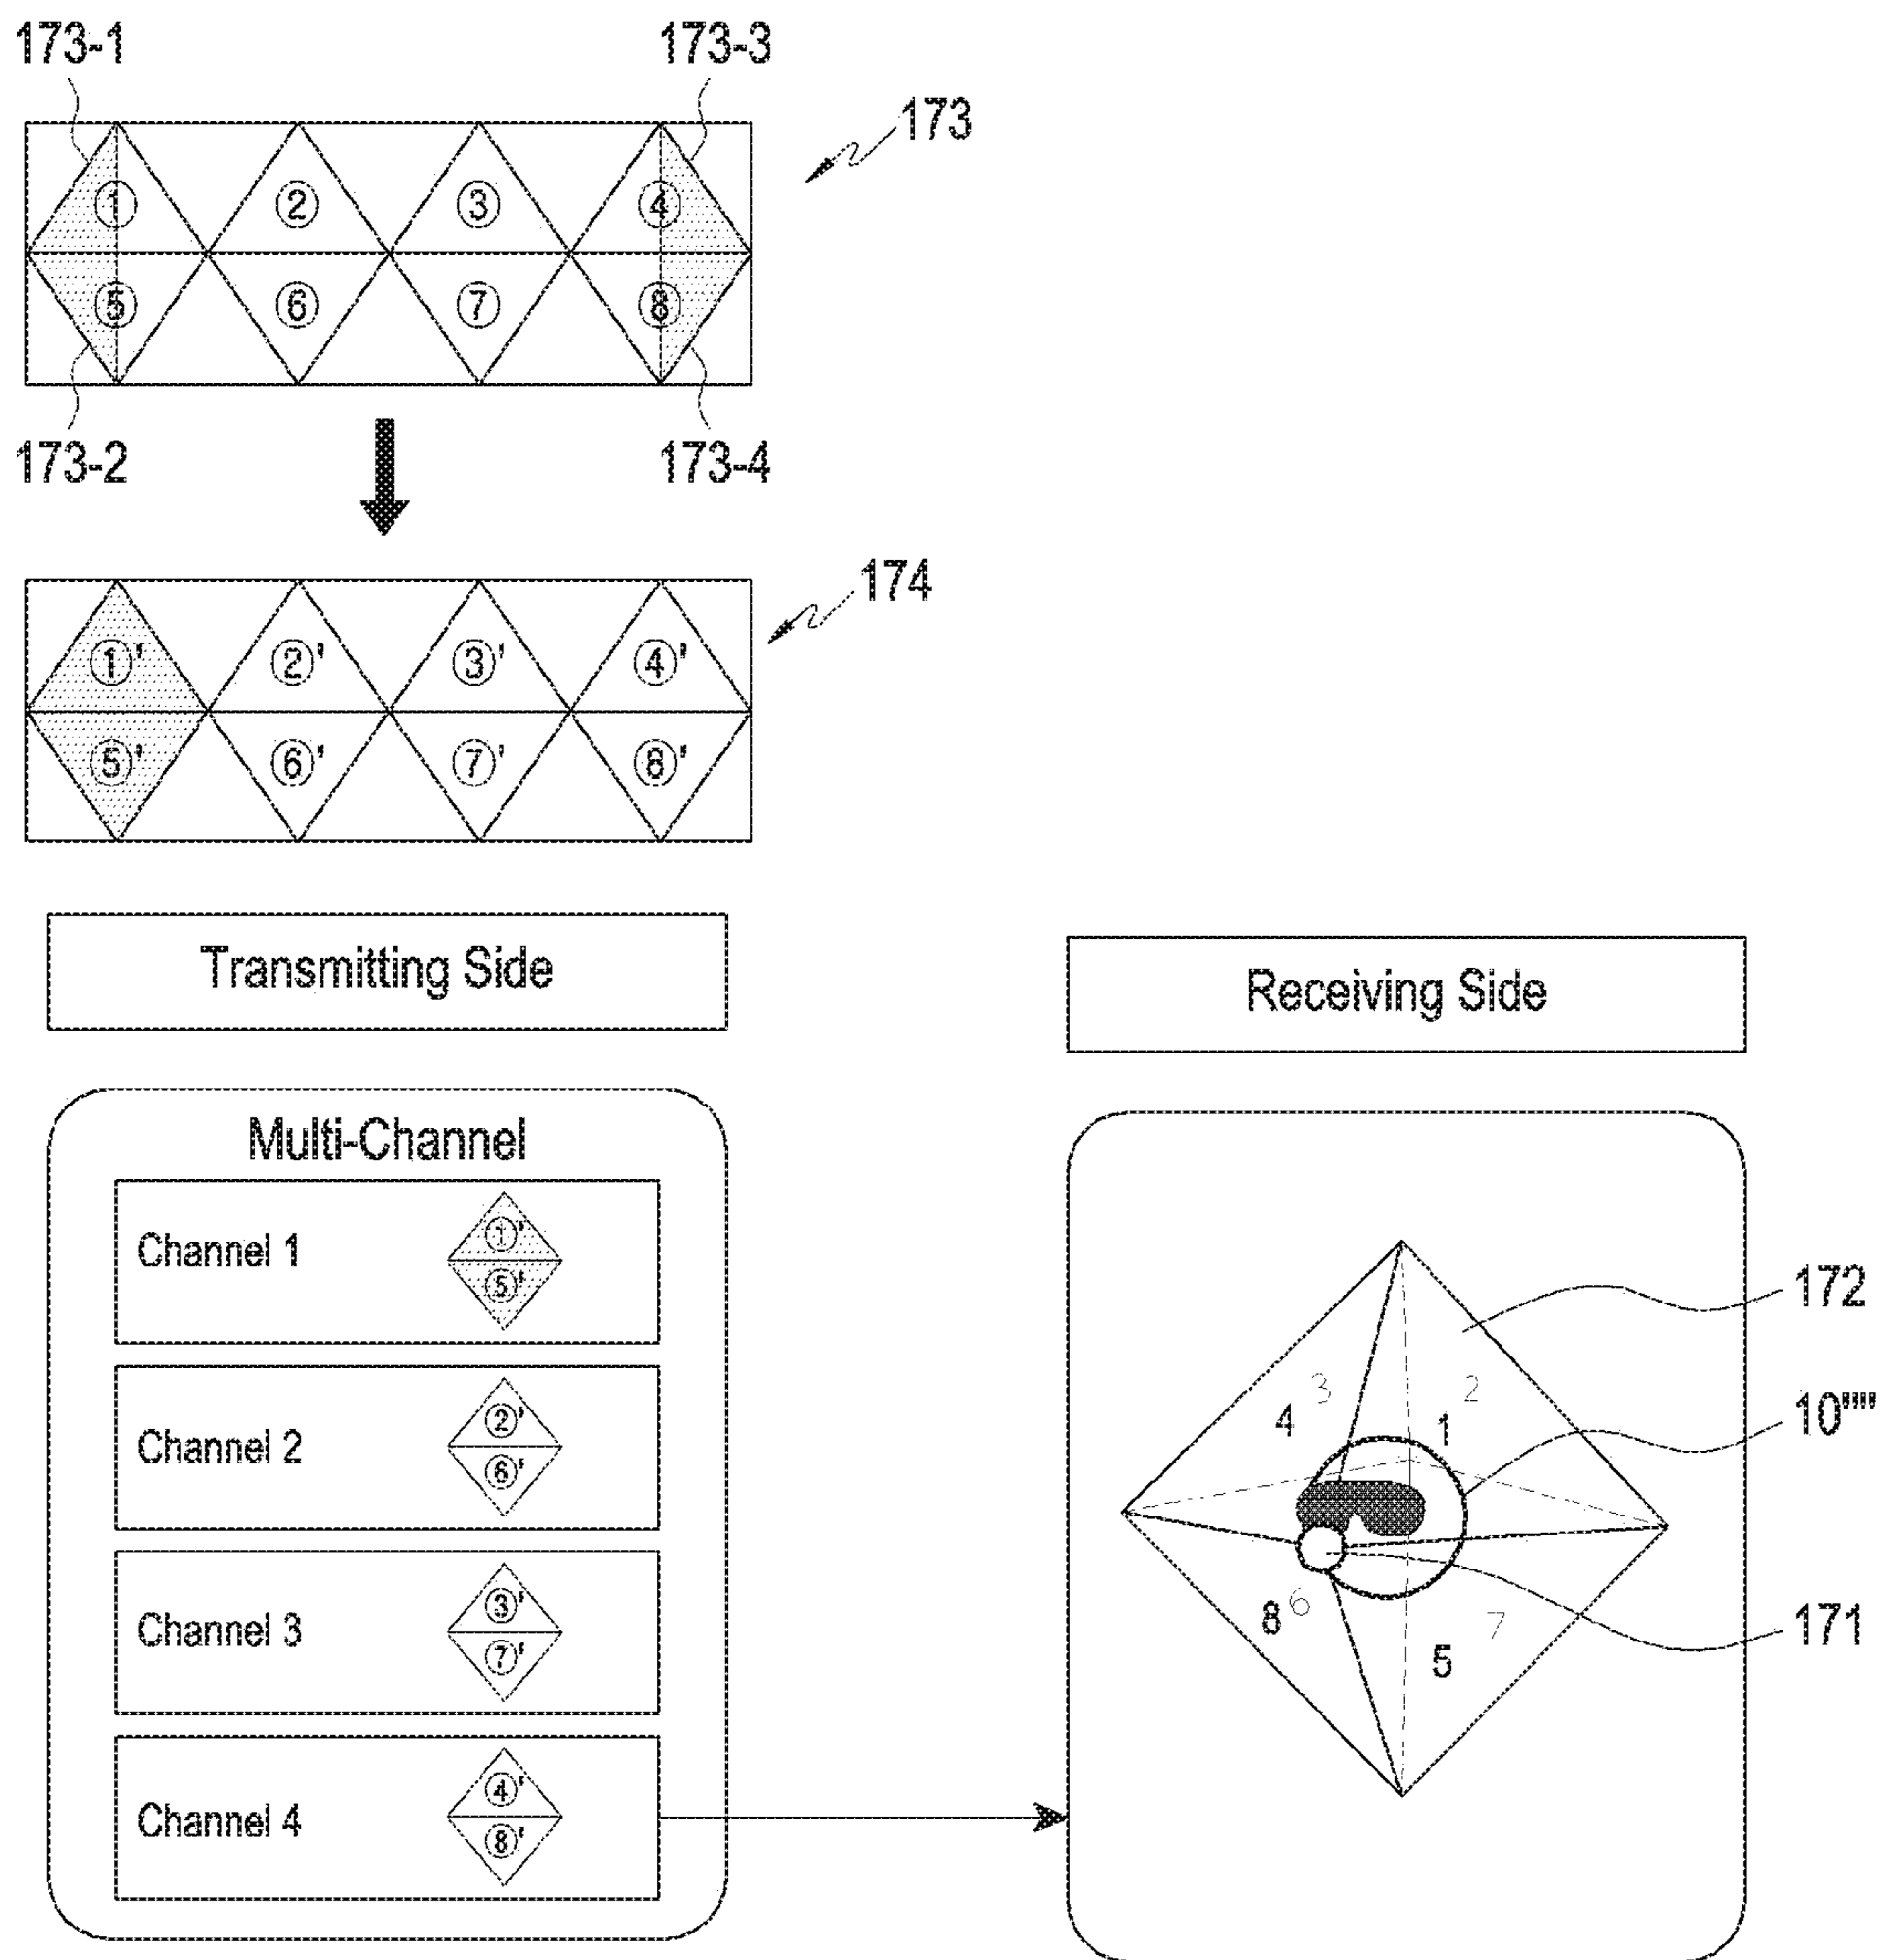 173-1 173-3
173
① ② ③ ④
⑤ ⑥ ⑦ ⑧
173-2 173-4
174
①' ②' ③' ④'
⑤' ⑥' ⑦' ⑧'
Transmitting Side
Multi-Channel
Channel 1 ①'
⑤'
Channel 2 ②'
⑥'
Channel 3 ③'
⑦'
Channel 4 ④'
⑧'
Receiving Side
172
3 2
4 1
10''''
8 6 7
5
171